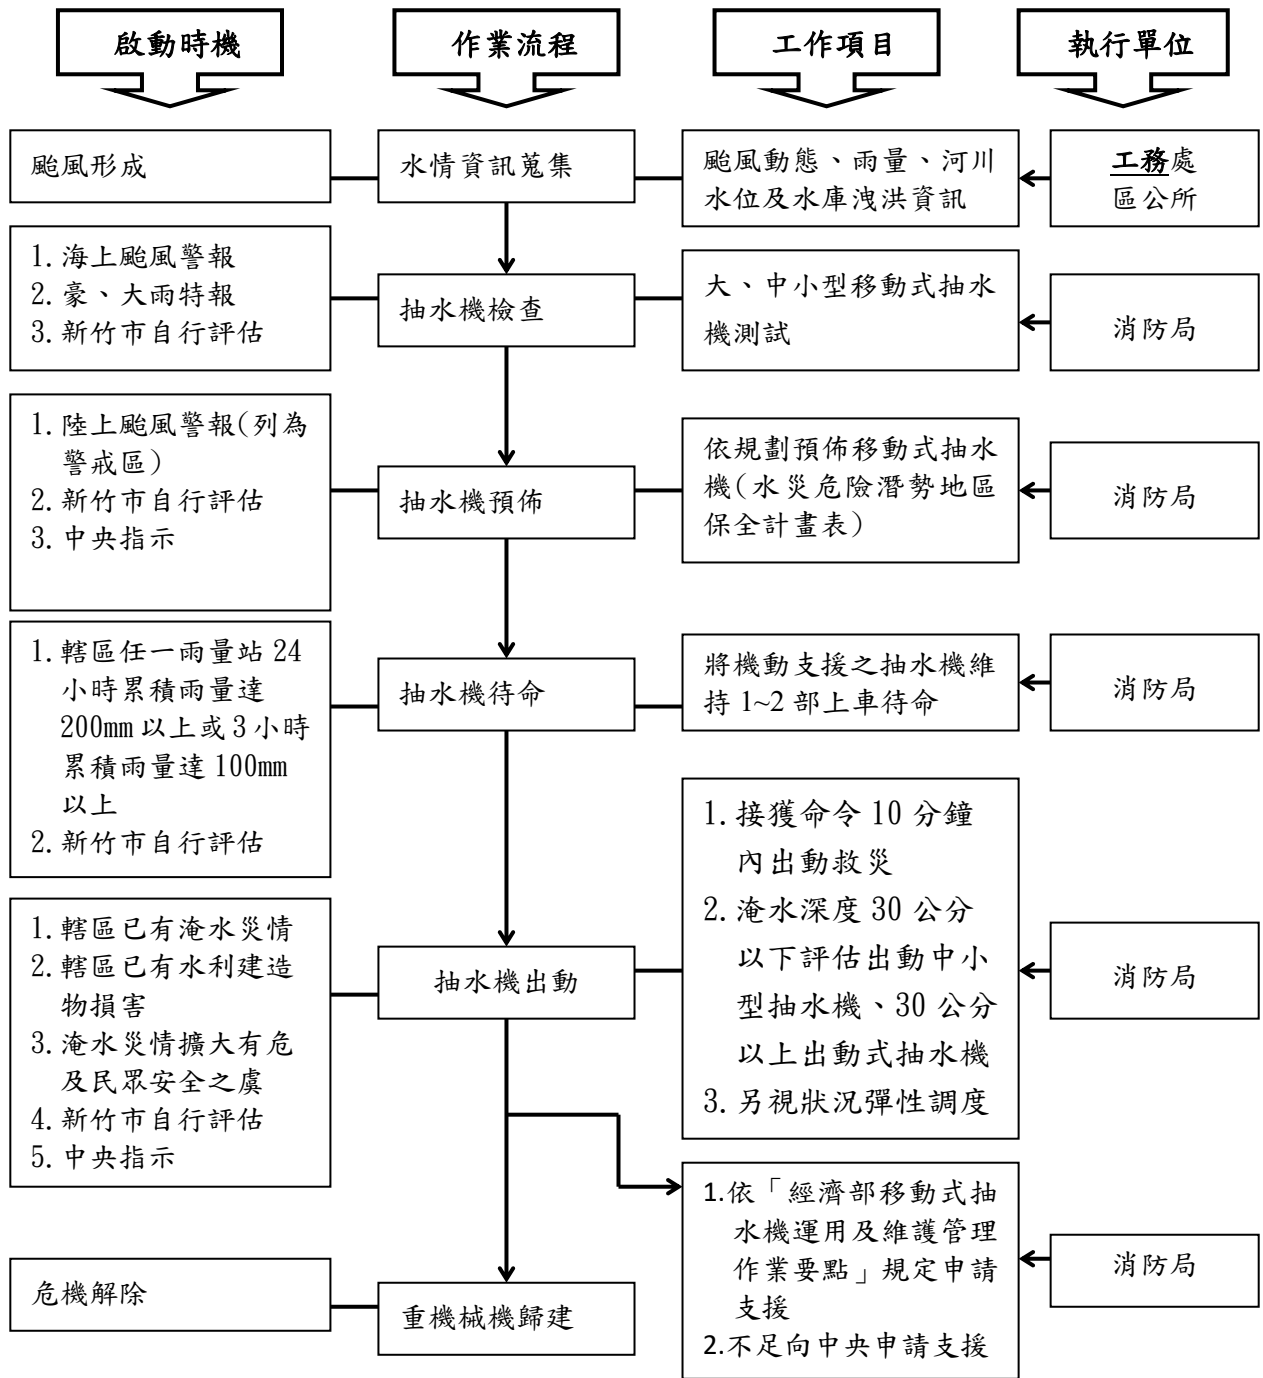 啟動時機
作業流程
工作項目
執行單位
颱風形成
水情資訊蒐集
颱風動態、雨量、河川
水位及水庫洩洪資訊
工務處
區公所
1.海上颱風警報
2.豪、大雨特報
3.新竹市自行評估
抽水機檢查
大、中小型移動式抽水
機測試
消防局
1.陸上颱風警報(列為
警戒區)
2.新竹市自行評估
3.中央指示
抽水機預佈
依規劃預佈移動式抽水
機(水災危險潛勢地區
保全計畫表)
消防局
1.轄區任一雨量站 24
小時累積雨量達
200mm 以上或 3 小時
累積雨量達 100mm
以上
2.新竹市自行評估
抽水機待命
將機動支援之抽水機維
持 1~2 部上車待命
消防局
1.轄區已有淹水災情
2.轄區已有水利建造
物損害
3.淹水災情擴大有危
及民眾安全之虞
4.新竹市自行評估
5.中央指示
抽水機出動
1.接獲命令 10 分鐘
內出動救災
2.淹水深度 30 公分
以下評估出動中小
型抽水機、30 公分
以上出動式抽水機
3.另視狀況彈性調度
消防局
1.依「經濟部移動式抽
水機運用及維護管理
作業要點」規定申請
支援
2.不足向中央申請支援
消防局
危機解除
重機械機歸建